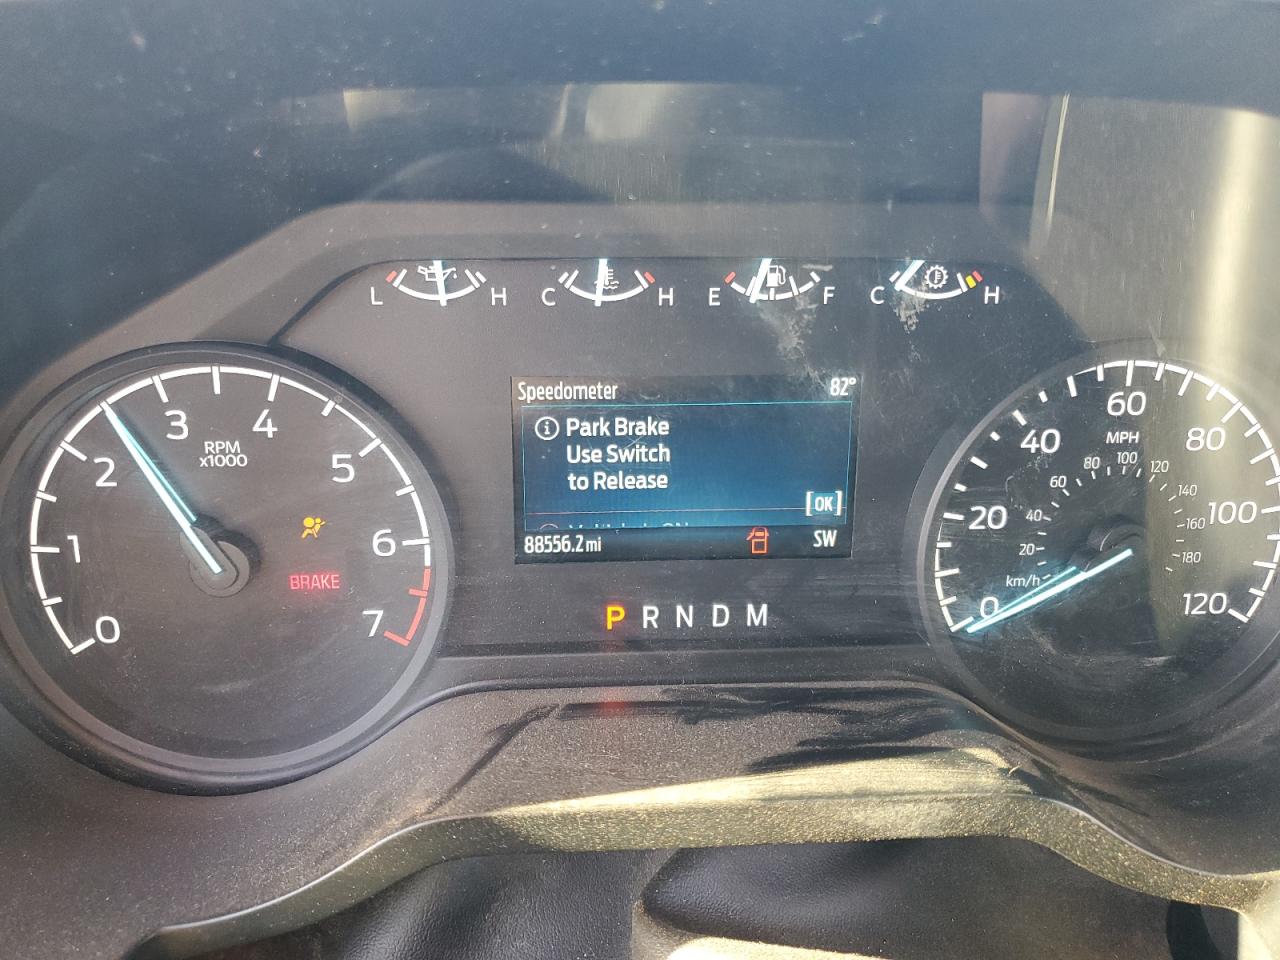 L H C H E F C H
Speedometer 82°
Park Brake
Use Switch
to Release
[OK]
88556.2 mi SW
P R N D M
0 1 2 3 4 5 6 7
RPM
x1000
BRAKE
0 20 40 60 80 100 120
MPH
20 40 60 80 100 120 140 160 180
km/h